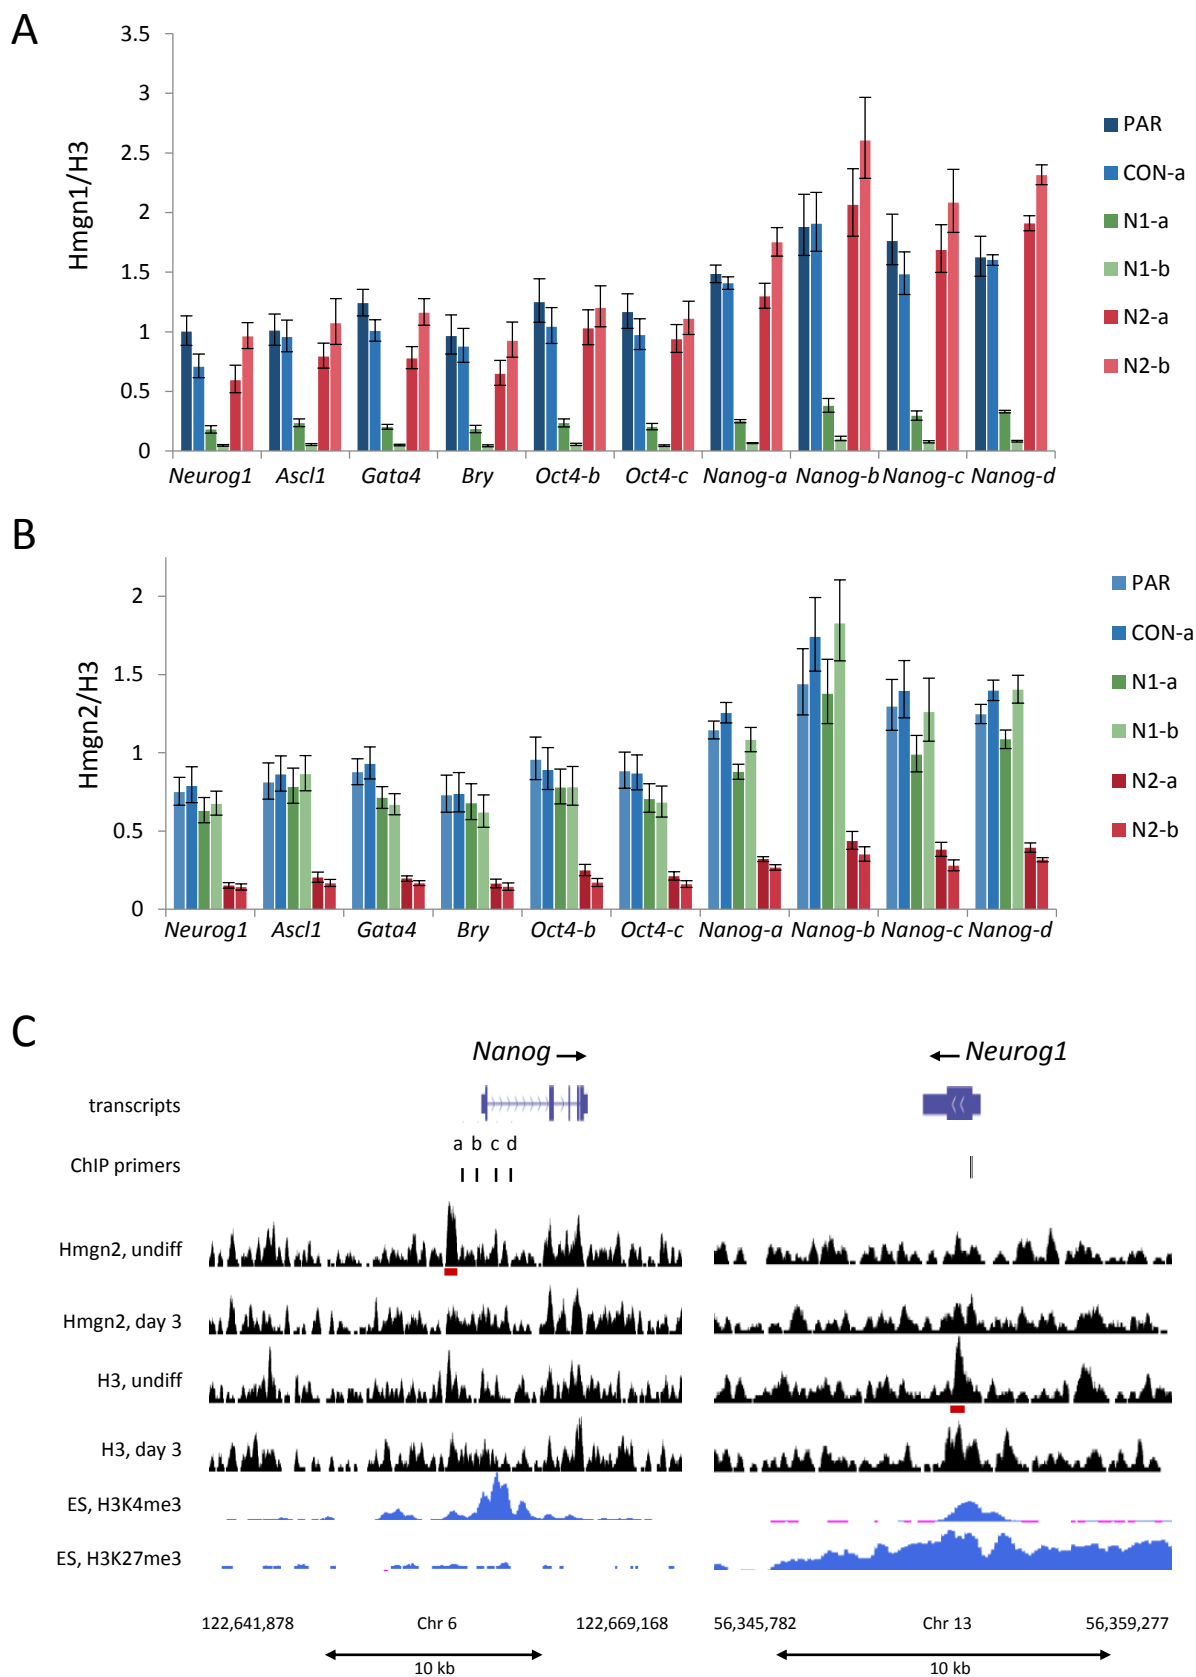 A
Hmgn1/H3
3.5
3
2.5
2
1.5
1
0.5
0
Neurog1 Ascl1 Gata4 Bry Oct4-b Oct4-c Nanog-a Nanog-b Nanog-c Nanog-d
PAR
CON-a
N1-a
N1-b
N2-a
N2-b
B
Hmgn2/H3
2
1.5
1
0.5
0
Neurog1 Ascl1 Gata4 Bry Oct4-b Oct4-c Nanog-a Nanog-b Nanog-c Nanog-d
PAR
CON-a
N1-a
N1-b
N2-a
N2-b
C
Nanog Neurog1
transcripts
a b c d
ChIP primers
Hmgn2, undiff
Hmgn2, day 3
H3, undiff
H3, day 3
ES, H3K4me3
ES, H3K27me3
122,641,878 Chr 6 122,669,168 56,345,782 Chr 13 56,359,277
10 kb 10 kb